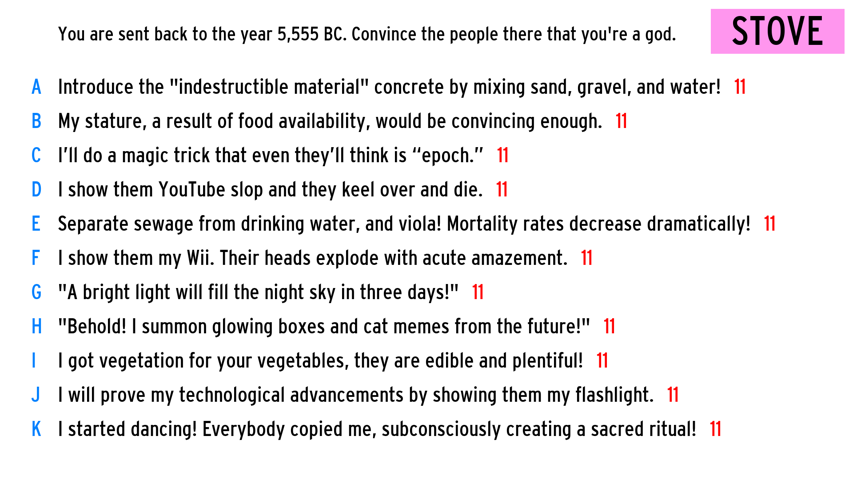 You are sent back to the year 5,555 BC. Convince the people there that you're a god.
STOVE
A Introduce the "indestructible material" concrete by mixing sand, gravel, and water! 11
B My stature, a result of food availability, would be convincing enough. 11
C I’ll do a magic trick that even they’ll think is “epoch.” 11
D I show them YouTube slop and they keel over and die. 11
E Separate sewage from drinking water, and viola! Mortality rates decrease dramatically! 11
F I show them my Wii. Their heads explode with acute amazement. 11
G "A bright light will fill the night sky in three days!" 11
H "Behold! I summon glowing boxes and cat memes from the future!" 11
I I got vegetation for your vegetables, they are edible and plentiful! 11
J I will prove my technological advancements by showing them my flashlight. 11
K I started dancing! Everybody copied me, subconsciously creating a sacred ritual! 11